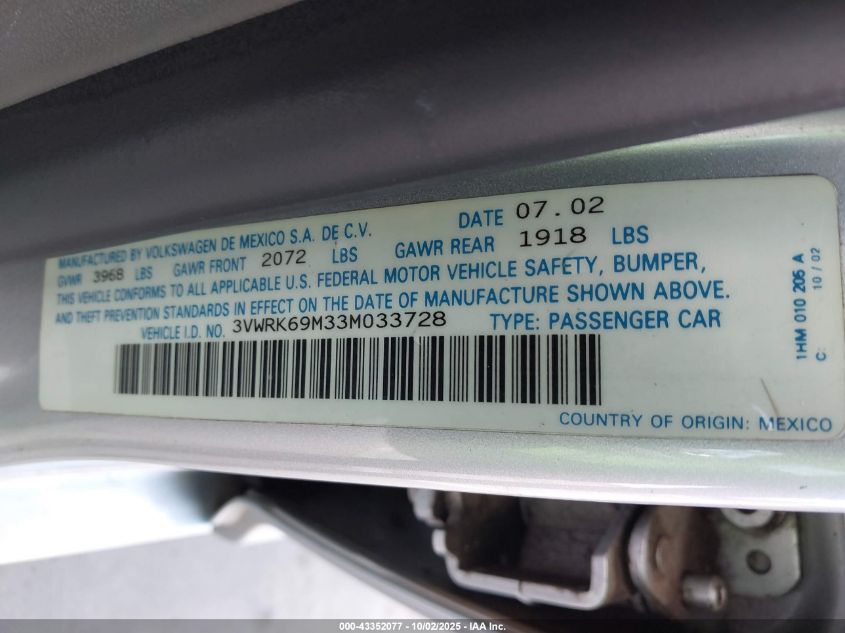 MANUFACTURED BY VOLKSWAGEN DE MEXICO S.A. DE C.V. DATE 07.02
GVWR 3968 LBS GAWR FRONT 2072 LBS GAWR REAR 1918 LBS
THIS VEHICLE CONFORMS TO ALL APPLICABLE U.S. FEDERAL MOTOR VEHICLE SAFETY, BUMPER,
AND THEFT PREVENTION STANDARDS IN EFFECT ON THE DATE OF MANUFACTURE SHOWN ABOVE.
VEHICLE I.D. NO. 3VWRK69M33M033728 TYPE: PASSENGER CAR
COUNTRY OF ORIGIN: MEXICO
1HM 010 206 A
C: 10 / 02
000-43352077 - 10/02/2025 - IAA Inc.